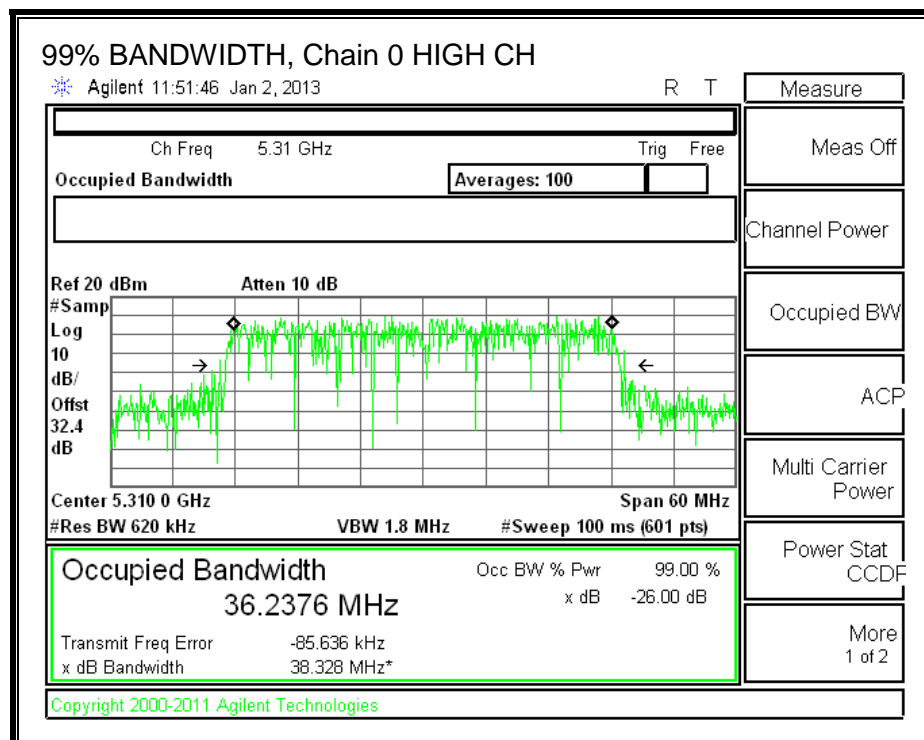 99% BANDWIDTH, Chain 0 HIGH CH
Agilent 11:51:46 Jan 2, 2013 R T
Measure
Ch Freq 5.31 GHz Trig Free
Meas Off
Occupied Bandwidth Averages: 100
Channel Power
Ref 20 dBm Atten 10 dB
#Samp
Log
10
dB/
Offst
32.4
dB
Occupied BW
ACP
Multi Carrier
Power
Center 5.310 0 GHz Span 60 MHz
#Res BW 620 kHz VBW 1.8 MHz #Sweep 100 ms (601 pts)
Power Stat
CCDF
Occupied Bandwidth Occ BW % Pwr 99.00 %
36.2376 MHz x dB -26.00 dB
Transmit Freq Error -85.636 kHz
x dB Bandwidth 38.328 MHz*
More
1 of 2
Copyright 2000-2011 Agilent Technologies